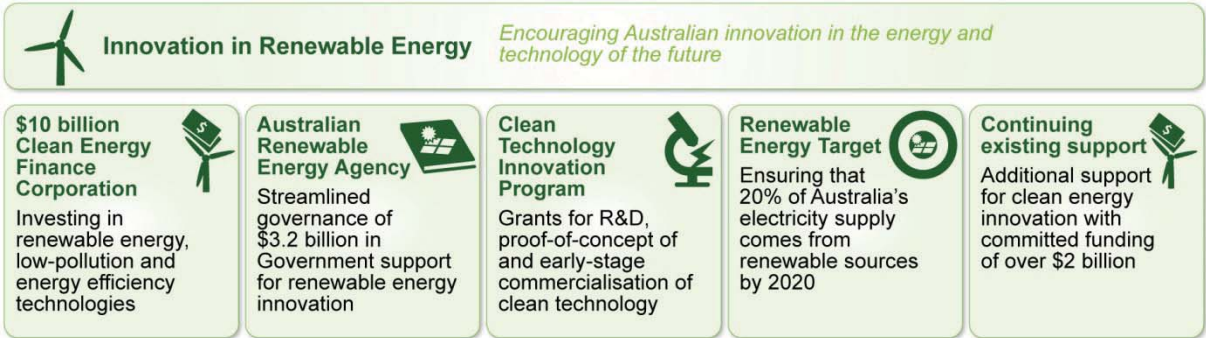 Innovation in Renewable Energy
Encouraging Australian innovation in the energy and
technology of the future
$10 billion
Clean Energy
Finance
Corporation
Investing in
renewable energy,
low-pollution and
energy efficiency
technologies
Australian
Renewable
Energy Agency
Streamlined
governance of
$3.2 billion in
Government support
for renewable energy
innovation
Clean
Technology
Innovation
Program
Grants for R&D,
proof-of-concept of
and early-stage
commercialisation of
clean technology
Renewable
Energy Target
Ensuring that
20% of Australia’s
electricity supply
comes from
renewable sources
by 2020
Continuing
existing support
Additional support
for clean energy
innovation with
committed funding
of over $2 billion